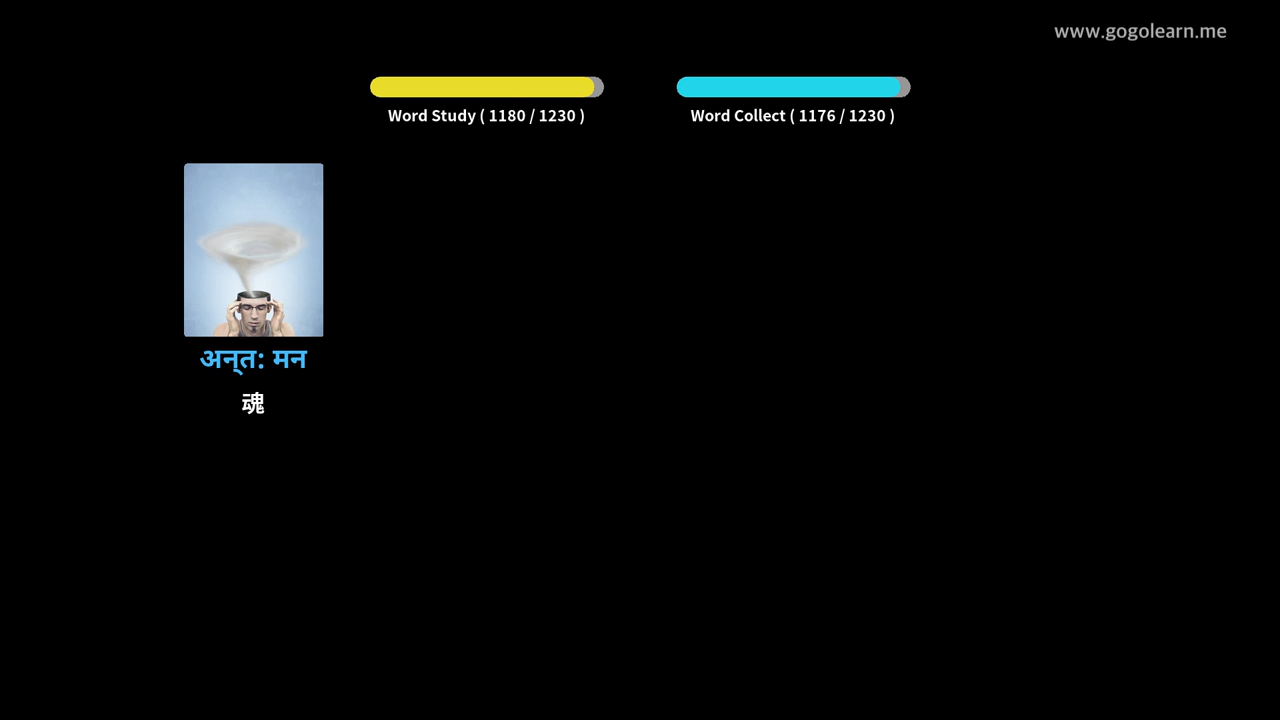 www.gogolearn.me
Word Study ( 1180 / 1230 )
Word Collect ( 1176 / 1230 )
अन्‌त: मन
魂